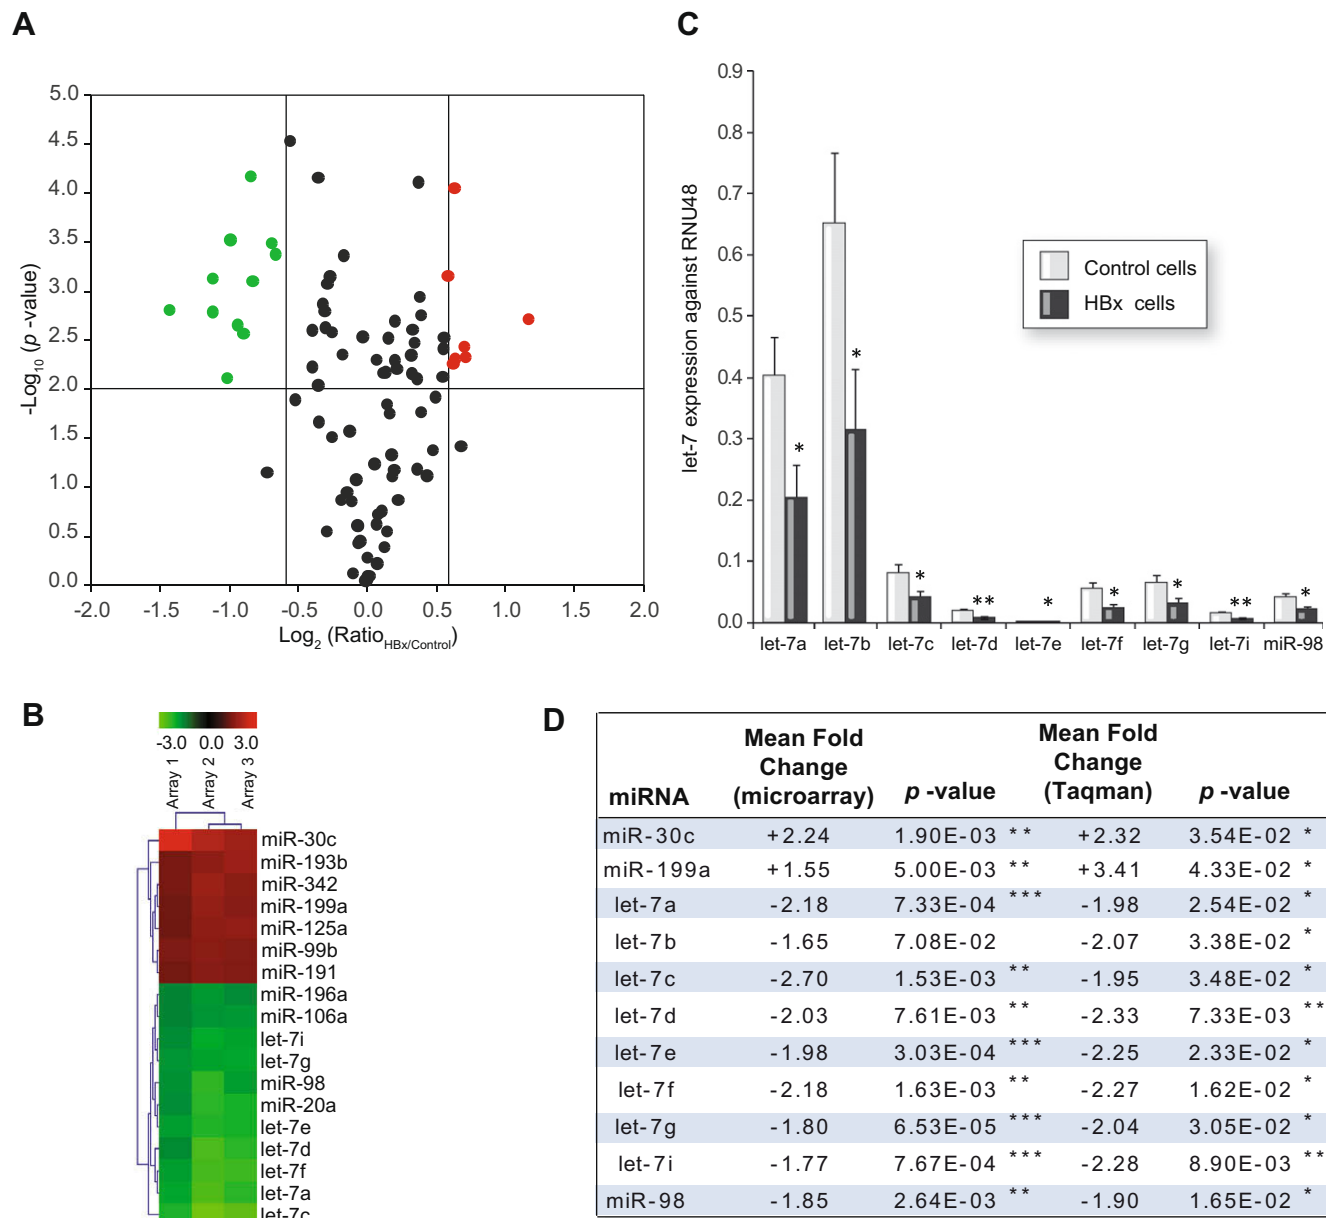 A
5.0
4.5
4.0
3.5
3.0
2.5
2.0
1.5
1.0
0.5
0.0
-Log10 (p -value)
-2.0 -1.5 -1.0 -0.5 0.0 0.5 1.0 1.5 2.0
Log2 (RatioHBx/Control)
C
0.9
0.8
0.7
0.6
0.5
0.4
0.3
0.2
0.1
0.0
let-7 expression against RNU48
Control cells
HBx cells
* * * ** * * * ** *
let-7a let-7b let-7c let-7d let-7e let-7f let-7g let-7i miR-98
B
-3.0 0.0 3.0
Array 1
Array 2
Array 3
miR-30c
miR-193b
miR-342
miR-199a
miR-125a
miR-99b
miR-191
miR-196a
miR-106a
let-7i
let-7g
miR-98
miR-20a
let-7e
let-7d
let-7f
let-7a
let-7c
D
miRNA Mean Fold Change (microarray) p -value Mean Fold Change (Taqman) p -value
miR-30c +2.24 1.90E-03 ** +2.32 3.54E-02 *
miR-199a +1.55 5.00E-03 ** +3.41 4.33E-02 *
let-7a -2.18 7.33E-04 *** -1.98 2.54E-02 *
let-7b -1.65 7.08E-02 -2.07 3.38E-02 *
let-7c -2.70 1.53E-03 ** -1.95 3.48E-02 *
let-7d -2.03 7.61E-03 ** -2.33 7.33E-03 **
let-7e -1.98 3.03E-04 *** -2.25 2.33E-02 *
let-7f -2.18 1.63E-03 ** -2.27 1.62E-02 *
let-7g -1.80 6.53E-05 *** -2.04 3.05E-02 *
let-7i -1.77 7.67E-04 *** -2.28 8.90E-03 **
miR-98 -1.85 2.64E-03 ** -1.90 1.65E-02 *